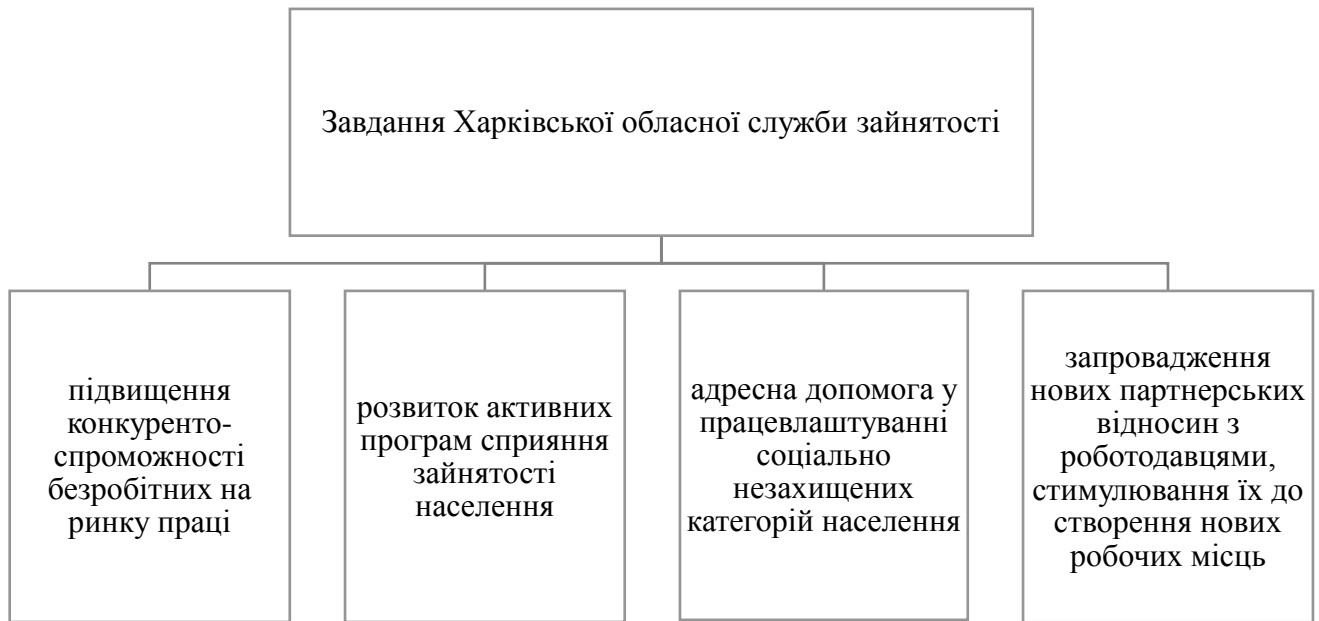 Завдання Харківської обласної служби зайнятості
підвищення
конкуренто-
спроможності
безробітних на
ринку праці
розвиток активних
програм сприяння
зайнятості
населення
адресна допомога у
працевлаштуванні
соціально
незахищених
категорій населення
запровадження
нових партнерських
відносин з
роботодавцями,
стимулювання їх до
створення нових
робочих місць